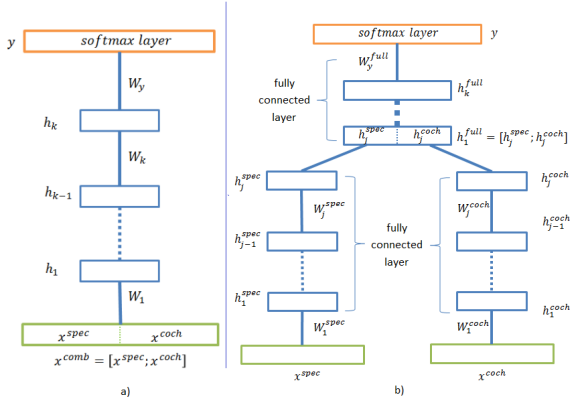 y
softmax layer
W_y
h_k
W_k
h_{k−1}
h_1
W_1
x^{spec}
x^{coch}
x^{comb} = [x^{spec}; x^{coch}]
a)
softmax layer
y
W_y^{full}
fully
connected
layer
h_k^{full}
h_j^{spec}
h_j^{coch}
h_1^{full} = [h_j^{spec}; h_j^{coch}]
h_j^{spec}
h_j^{coch}
W_j^{spec}
fully
connected
layer
W_j^{coch}
h_{j−1}^{spec}
h_{j−1}^{coch}
h_1^{spec}
h_1^{coch}
W_1^{spec}
W_1^{coch}
x^{spec}
b)
x^{coch}